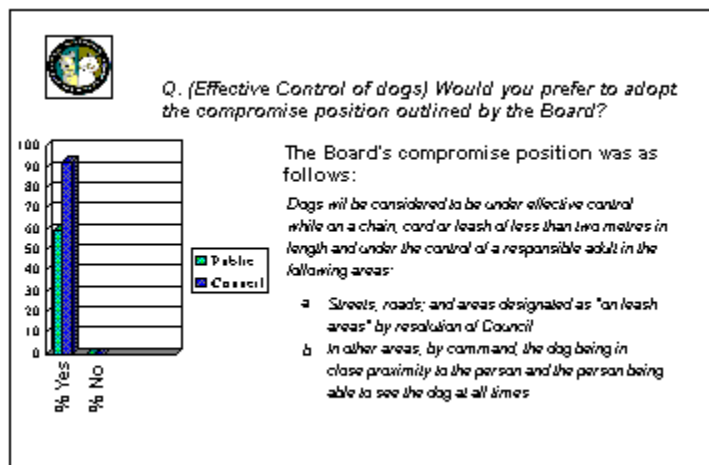 Q. (Effective Control of dogs) Would you prefer to adopt
the compromise position outlined by the Board?
The Board's compromise position was as
follows:
Dogs will be considered to be under effective control
while on a chain, cord or leash of less than two metres in
length and under the control of a responsible adult in the
following areas:
a Streets, roads; and areas designated as "on leash
areas" by resolution of Council
b In other areas, by command, the dog being in
close proximity to the person and the person being
able to see the dog at all times
100
90
80
70
60
50
40
30
20
10
0
% Yes
% No
Public
Council